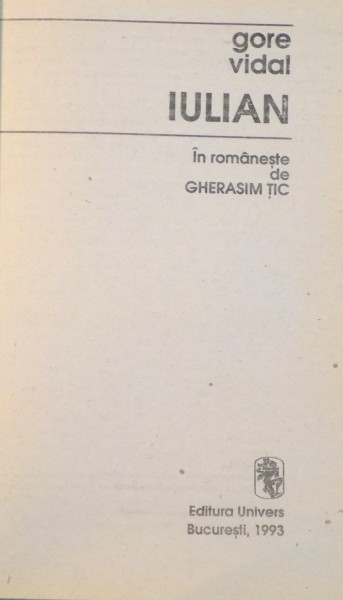 gore
vidal
IULIAN
În românește
de
GHERASIM ȚIC
Editura Univers
București, 1993